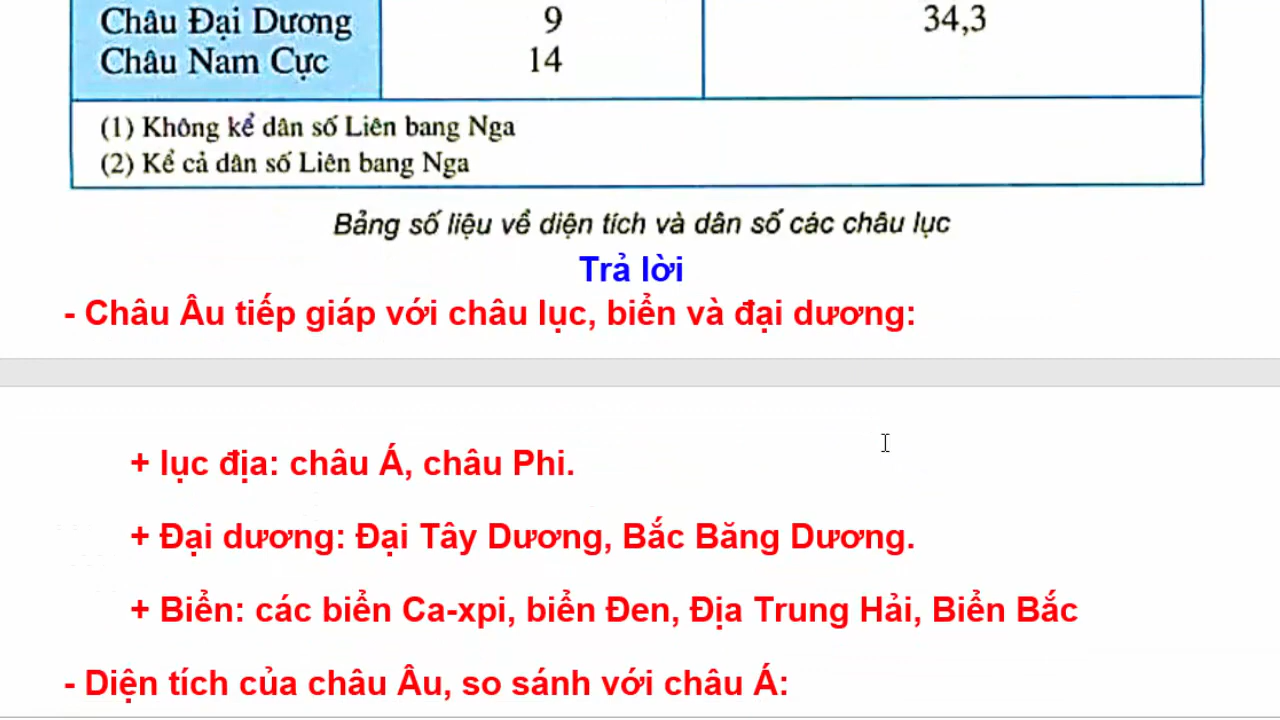 Châu Đại Dương 9 34,3
Châu Nam Cực 14
(1) Không kể dân số Liên bang Nga
(2) Kể cả dân số Liên bang Nga
Bảng số liệu về diện tích và dân số các châu lục
Trả lời
- Châu Âu tiếp giáp với châu lục, biển và đại dương:
+ lục địa: châu Á, châu Phi.
+ Đại dương: Đại Tây Dương, Bắc Băng Dương.
+ Biển: các biển Ca-xpi, biển Đen, Địa Trung Hải, Biển Bắc
- Diện tích của châu Âu, so sánh với châu Á: